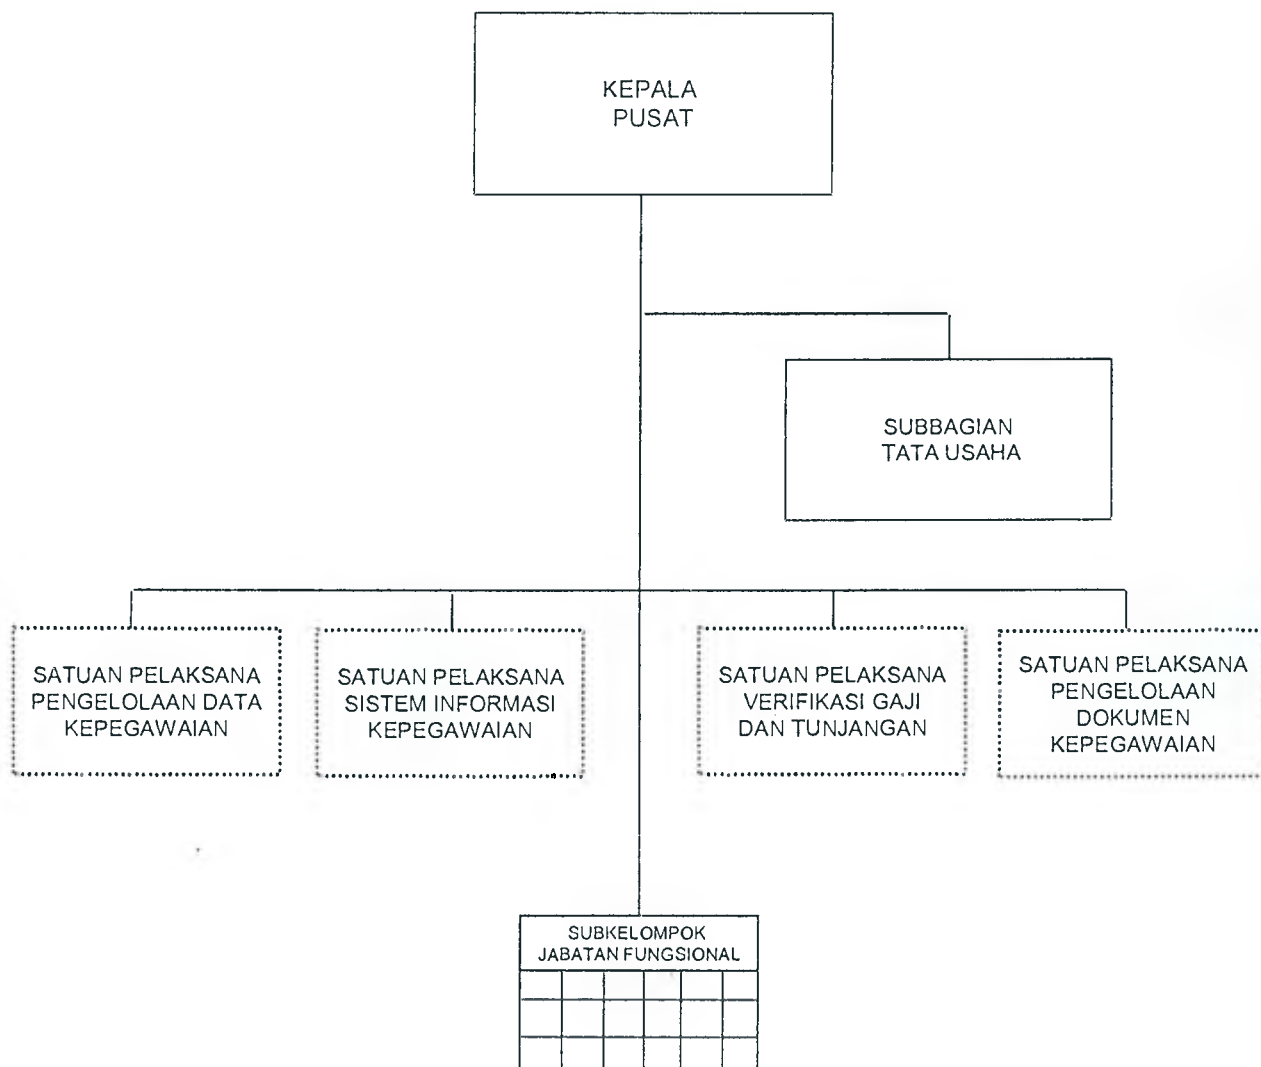 KEPALA
PUSAT
SUBBAGIAN
TATA USAHA
SATUAN PELAKSANA
PENGELOLAAN DATA
KEPEGAWAIAN
SATUAN PELAKSANA
SISTEM INFORMASI
KEPEGAWAIAN
SATUAN PELAKSANA
VERIFIKASI GAJI
DAN TUNJANGAN
SATUAN PELAKSANA
PENGELOLAAN
DOKUMEN
KEPEGAWAIAN
SUBKELOMPOK
JABATAN FUNGSIONAL